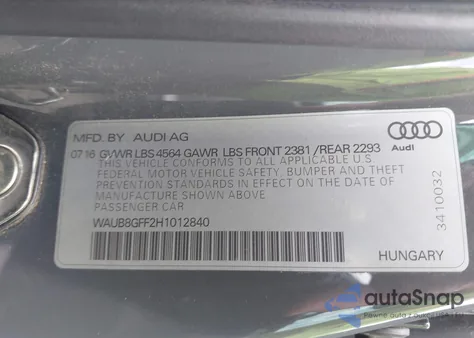 MFD. BY AUDI AG
07 16 GVWR LBS 4564 GAWR LBS FRONT 2381 /REAR 2293
THIS VEHICLE CONFORMS TO ALL APPLICABLE U.S
FEDERAL MOTOR VEHICLE SAFETY, BUMPER AND THEFT
PREVENTION STANDARDS IN EFFECT ON THE DATE OF
MANUFACTURE SHOWN ABOVE
PASSENGER CAR
WAUB8GFF2H1012840
Audi
3410032
HUNGARY
autoSnap
Pewne auto z